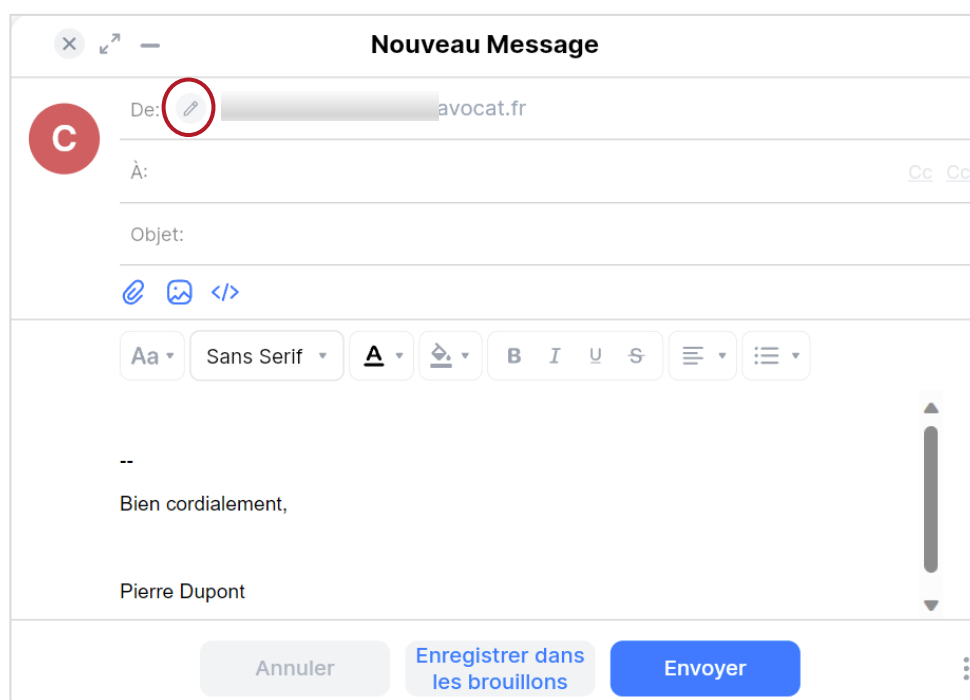 Nouveau Message
C
De: avocat.fr
À: Cc Cc
Objet:
</>
Aa Sans Serif A B I U S
--
Bien cordialement,
Pierre Dupont
Annuler
Enregistrer dans
les brouillons
Envoyer